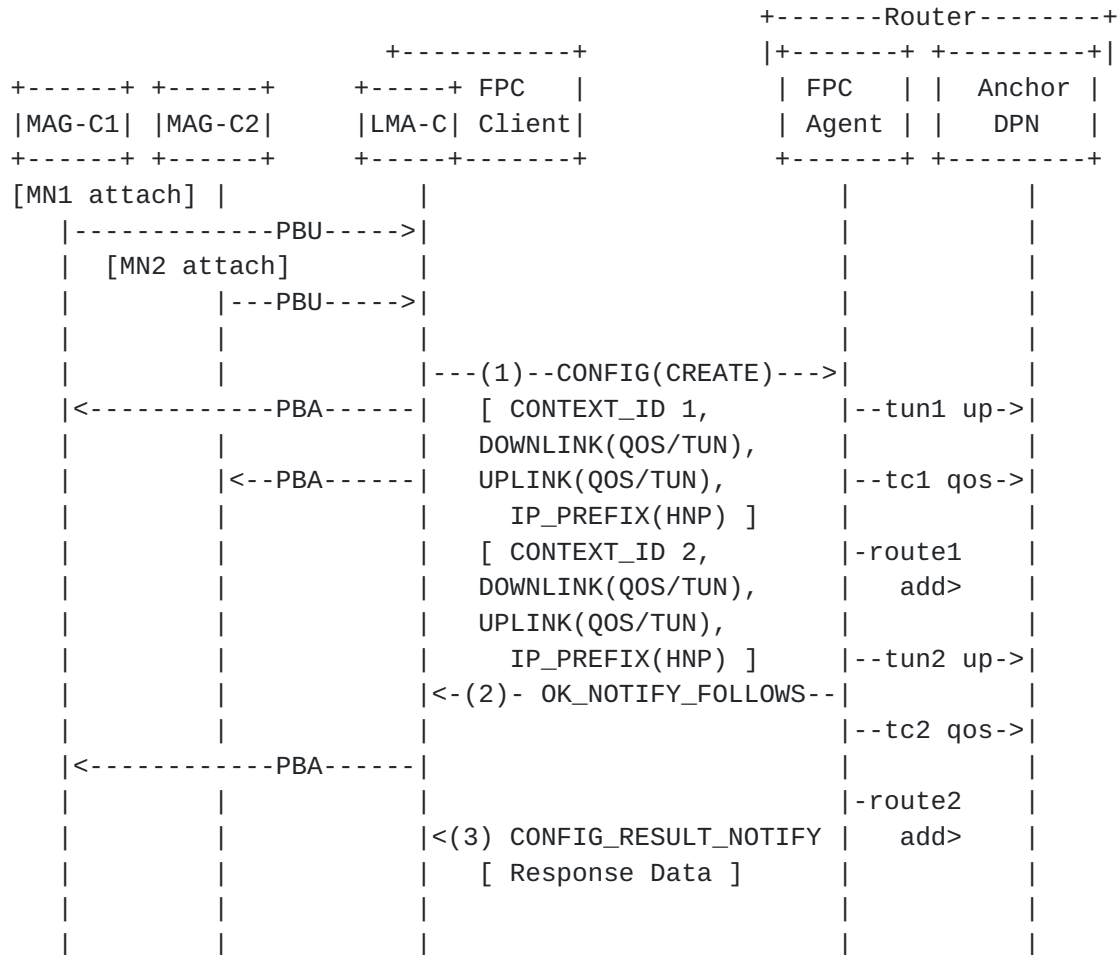 +-------Router--------+
                         +-----------+            |+-------+ +---------+|
+------+ +------+      +-----+ FPC   |             | FPC   | |  Anchor |
|MAG-C1| |MAG-C2|      |LMA-C| Client|             | Agent | |   DPN   |
+------+ +------+      +-----+-------+             +-------+ +---------+
[MN1 attach] |             |                           |            |
   |-------------PBU----->|                           |            |
   |  [MN2 attach]         |                           |            |
   |         |---PBU----->|                           |            |
   |         |             |                           |            |
   |         |             |---(1)--CONFIG(CREATE)--->|            |
   |<------------PBA------|   [ CONTEXT_ID 1,         |--tun1 up->|
   |         |             |   DOWNLINK(QOS/TUN),      |            |
   |         |<--PBA------|   UPLINK(QOS/TUN),        |--tc1 qos->|
   |         |             |     IP_PREFIX(HNP) ]      |            |
   |         |             |   [ CONTEXT_ID 2,         |-route1     |
   |         |             |   DOWNLINK(QOS/TUN),      |   add>     |
   |         |             |   UPLINK(QOS/TUN),        |            |
   |         |             |     IP_PREFIX(HNP) ]      |--tun2 up->|
   |         |             |<-(2)- OK_NOTIFY_FOLLOWS--|            |
   |         |             |                           |--tc2 qos->|
   |<------------PBA------|                           |            |
   |         |             |                           |-route2     |
   |         |             |<(3) CONFIG_RESULT_NOTIFY |   add>     |
   |         |             |   [ Response Data ]       |            |
   |         |             |                           |            |
   |         |             |                           |            |